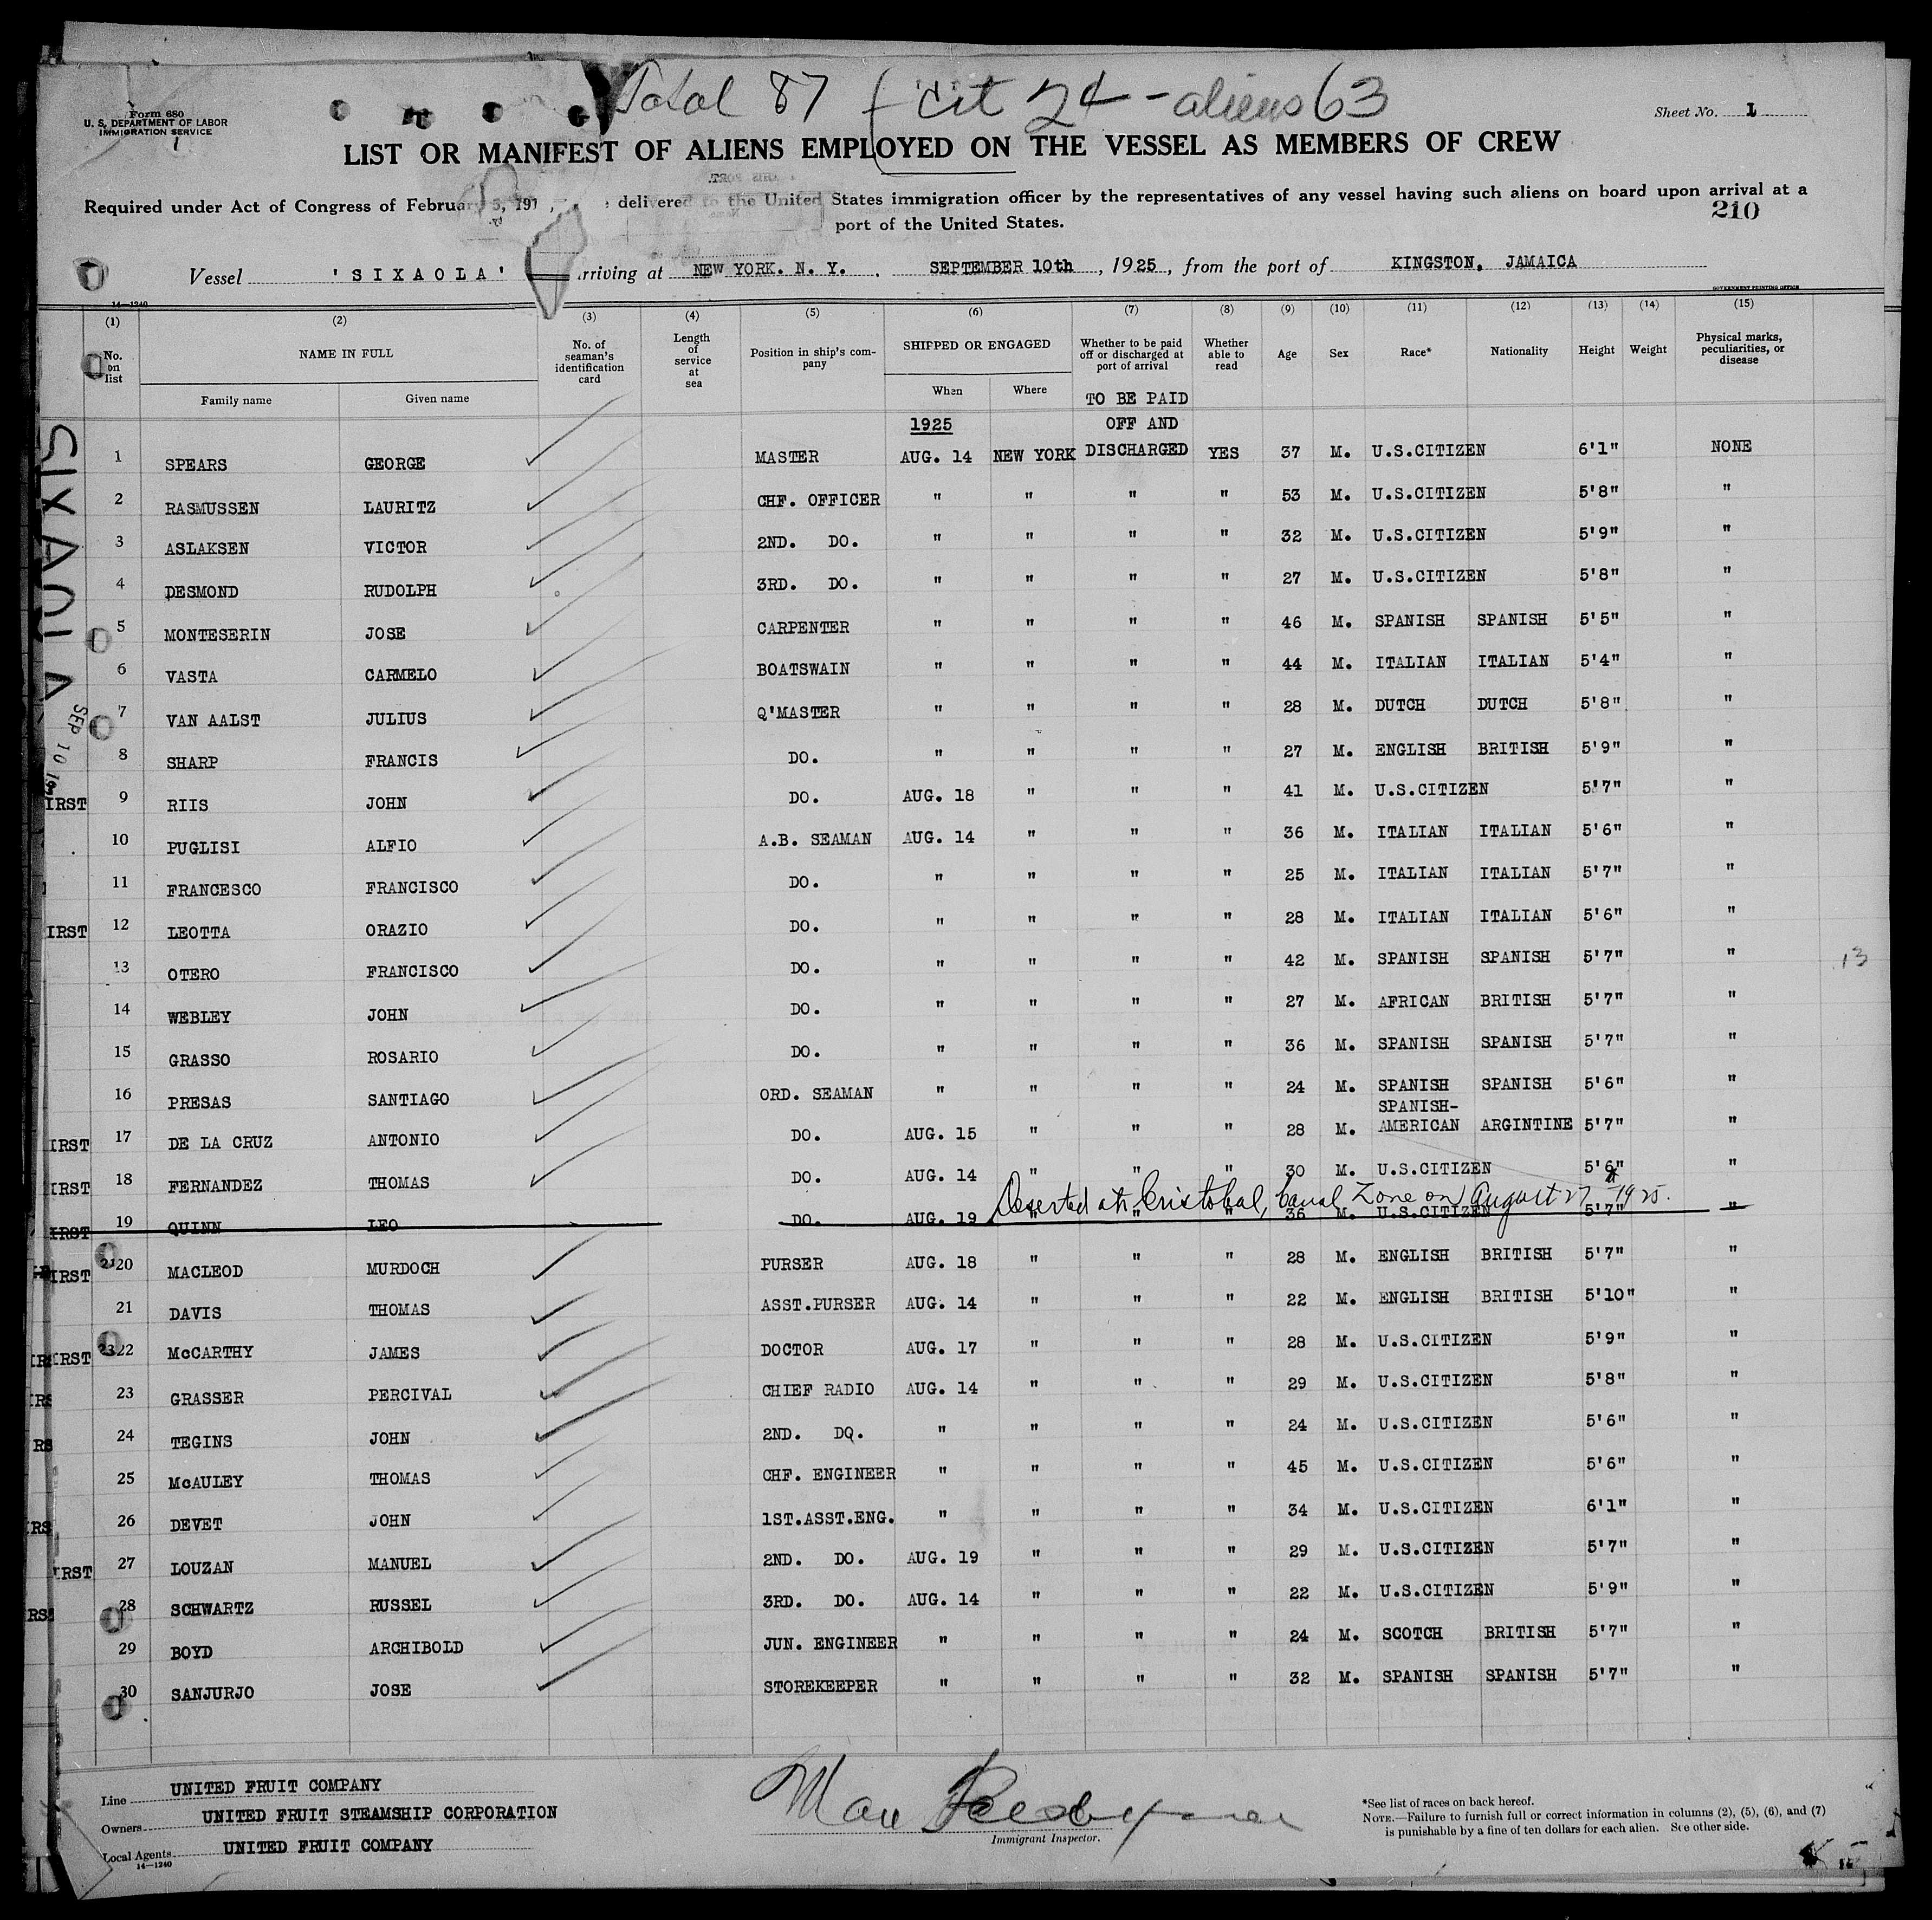 Total 87 cit 24 - aliens 63
Form 680
U. S. DEPARTMENT OF LABOR
IMMIGRATION SERVICE
Sheet No. 1
LIST OR MANIFEST OF ALIENS EMPLOYED ON THE VESSEL AS MEMBERS OF CREW
Required under Act of Congress of February 5, 191 , delivered to the United States immigration officer by the representatives of any vessel having such aliens on board upon arrival at a
port of the United States.
210
Vessel 'SIXAOLA' rriving at NEW YORK. N. Y. , SEPTEMBER 10th , 1925 , from the port of KINGSTON, JAMAICA
14—1240
GOVERNMENT PRINTING OFFICE
(1) (2) (3) (4) (5) (6) (7) (8) (9) (10) (11) (12) (13) (14) (15)
No. on list NAME IN FULL Family name Given name No. of seaman's identification card Length of service at sea Position in ship's company SHIPPED OR ENGAGED When Where Whether to be paid off or discharged at port of arrival Whether able to read Age Sex Race* Nationality Height Weight Physical marks, peculiarities, or disease
1925 TO BE PAID OFF AND
1 SPEARS GEORGE MASTER AUG. 14 NEW YORK DISCHARGED YES 37 M. U.S.CITIZEN 6'1" NONE
2 RASMUSSEN LAURITZ CHF. OFFICER " " " " 53 M. U.S.CITIZEN 5'8" "
3 ASLAKSEN VICTOR 2ND. DO. " " " " 32 M. U.S.CITIZEN 5'9" "
4 DESMOND RUDOLPH 3RD. DO. " " " " 27 M. U.S.CITIZEN 5'8" "
5 MONTESERIN JOSE CARPENTER " " " " 46 M. SPANISH SPANISH 5'5" "
6 VASTA CARMELO BOATSWAIN " " " " 44 M. ITALIAN ITALIAN 5'4" "
7 VAN AALST JULIUS Q'MASTER " " " " 28 M. DUTCH DUTCH 5'8" "
8 SHARP FRANCIS DO. " " " " 27 M. ENGLISH BRITISH 5'9" "
IRST 9 RIIS JOHN DO. AUG. 18 " " " 41 M. U.S.CITIZEN 5'7" "
10 PUGLISI ALFIO A.B. SEAMAN AUG. 14 " " " 36 M. ITALIAN ITALIAN 5'6" "
11 FRANCESCO FRANCISCO DO. " " " " 25 M. ITALIAN ITALIAN 5'7" "
IRST 12 LEOTTA ORAZIO DO. " " " " 28 M. ITALIAN ITALIAN 5'6" "
13 OTERO FRANCISCO DO. " " " " 42 M. SPANISH SPANISH 5'7" " 13
14 WEBLEY JOHN DO. " " " " 27 M. AFRICAN BRITISH 5'7" "
15 GRASSO ROSARIO DO. " " " " 36 M. SPANISH SPANISH 5'7" "
16 PRESAS SANTIAGO ORD. SEAMAN " " " " 24 M. SPANISH SPANISH 5'6" "
IRST 17 DE LA CRUZ ANTONIO DO. AUG. 15 " " " 28 M. SPANISH-AMERICAN ARGINTINE 5'7" "
IRST 18 FERNANDEZ THOMAS DO. AUG. 14 " " " 30 M. U.S.CITIZEN 5'6" "
Deserted at Cristobal, Canal Zone on August 27 1925.
IRST 19 QUINN LEO DO. AUG. 19 " " 36 M. U.S.CITIZEN 5'7" "
IRST 20 MACLEOD MURDOCH PURSER AUG. 18 " " " 28 M. ENGLISH BRITISH 5'7" "
21 DAVIS THOMAS ASST.PURSER AUG. 14 " " " 22 M. ENGLISH BRITISH 5'10" "
IRST 22 McCARTHY JAMES DOCTOR AUG. 17 " " " 28 M. U.S.CITIZEN 5'9" "
23 GRASSER PERCIVAL CHIEF RADIO AUG. 14 " " " 29 M. U.S.CITIZEN 5'8" "
24 TEGINS JOHN 2ND. DO. " " " " 24 M. U.S.CITIZEN 5'6" "
25 McAULEY THOMAS CHF. ENGINEER " " " " 45 M. U.S.CITIZEN 5'6" "
26 DEVET JOHN 1ST.ASST.ENG. " " " " 34 M. U.S.CITIZEN 6'1" "
IRST 27 LOUZAN MANUEL 2ND. DO. AUG. 19 " " " 29 M. U.S.CITIZEN 5'7" "
28 SCHWARTZ RUSSEL 3RD. DO. AUG. 14 " " " 22 M. U.S.CITIZEN 5'9" "
29 BOYD ARCHIBOLD JUN. ENGINEER " " " " 24 M. SCOTCH BRITISH 5'7" "
30 SANJURJO JOSE STOREKEEPER " " " " 32 M. SPANISH SPANISH 5'7" "
SIXAOLA
SEP 10 19
Line UNITED FRUIT COMPANY
Owners UNITED FRUIT STEAMSHIP CORPORATION
Local Agents UNITED FRUIT COMPANY
14—1240
Immigrant Inspector.
*See list of races on back hereof.
NOTE.—Failure to furnish full or correct information in columns (2), (5), (6), and (7)
is punishable by a fine of ten dollars for each alien. See other side.